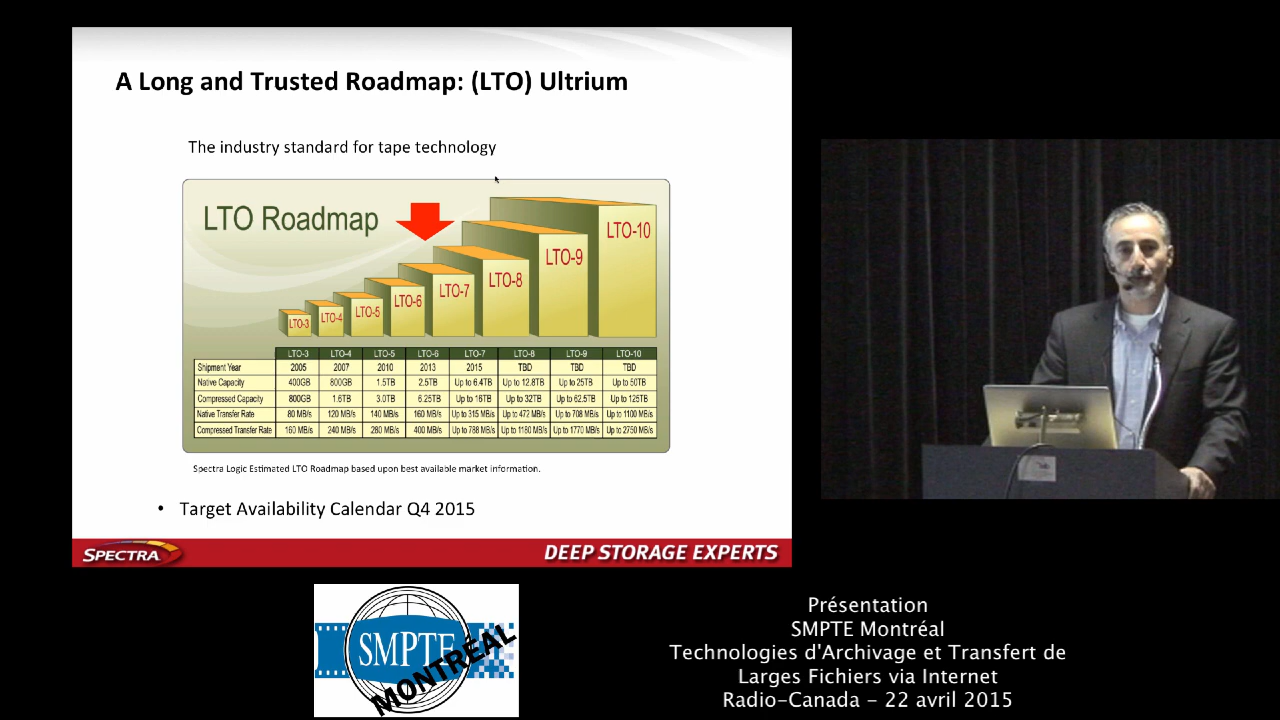 A Long and Trusted Roadmap: (LTO) Ultrium
The industry standard for tape technology
LTO Roadmap
LTO-3
LTO-4
LTO-5
LTO-6
LTO-7
LTO-8
LTO-9
LTO-10
LTO-3 LTO-4 LTO-5 LTO-6 LTO-7 LTO-8 LTO-9 LTO-10
Shipment Year 2005 2007 2010 2013 2015 TBD TBD TBD
Native Capacity 400GB 800GB 1.5TB 2.5TB Up to 6.4TB Up to 12.8TB Up to 25TB Up to 50TB
Compressed Capacity 800GB 1.6TB 3.0TB 6.25TB Up to 16TB Up to 32TB Up to 62.5TB Up to 125TB
Native Transfer Rate 80 MB/s 120 MB/s 140 MB/s 160 MB/s Up to 315 MB/s Up to 472 MB/s Up to 708 MB/s Up to 1100 MB/s
Compressed Transfer Rate 160 MB/s 240 MB/s 280 MB/s 400 MB/s Up to 788 MB/s Up to 1180 MB/s Up to 1770 MB/s Up to 2750 MB/s
Spectra Logic Estimated LTO Roadmap based upon best available market information.
• Target Availability Calendar Q4 2015
SPECTRA
DEEP STORAGE EXPERTS
SMPTE
MONTRÉAL
Présentation
SMPTE Montréal
Technologies d'Archivage et Transfert de
Larges Fichiers via Internet
Radio-Canada – 22 avril 2015